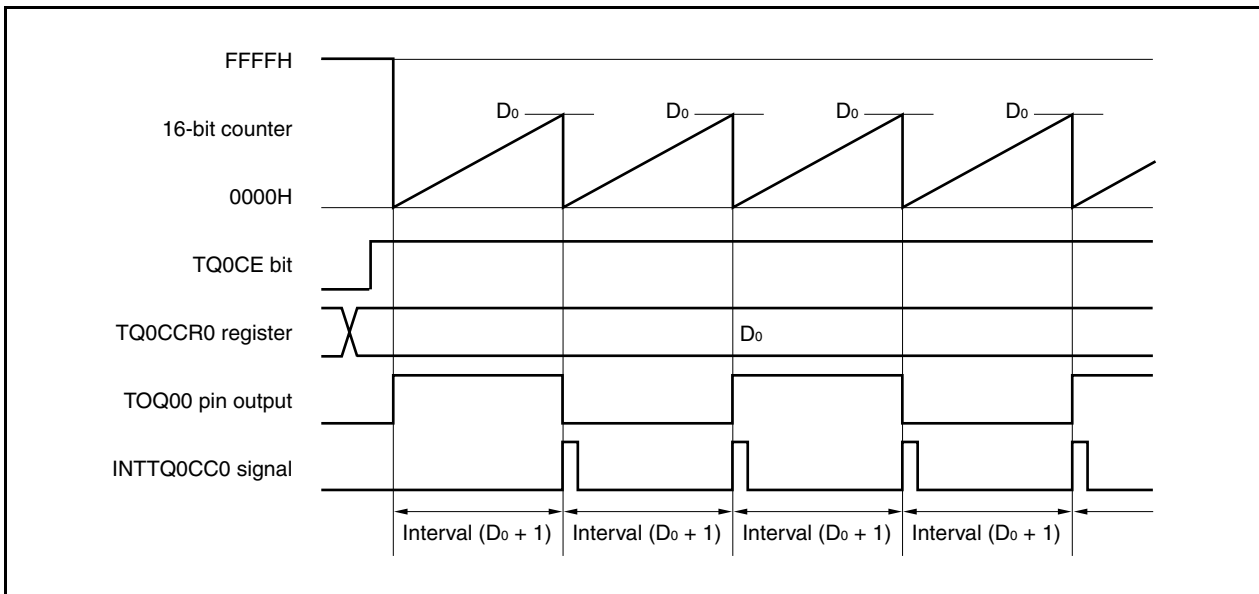 FFFFH
D0 D0 D0 D0
16-bit counter
0000H
TQ0CE bit
TQ0CCR0 register D0
TOQ00 pin output
INTTQ0CC0 signal
Interval (D0 + 1) Interval (D0 + 1) Interval (D0 + 1) Interval (D0 + 1)